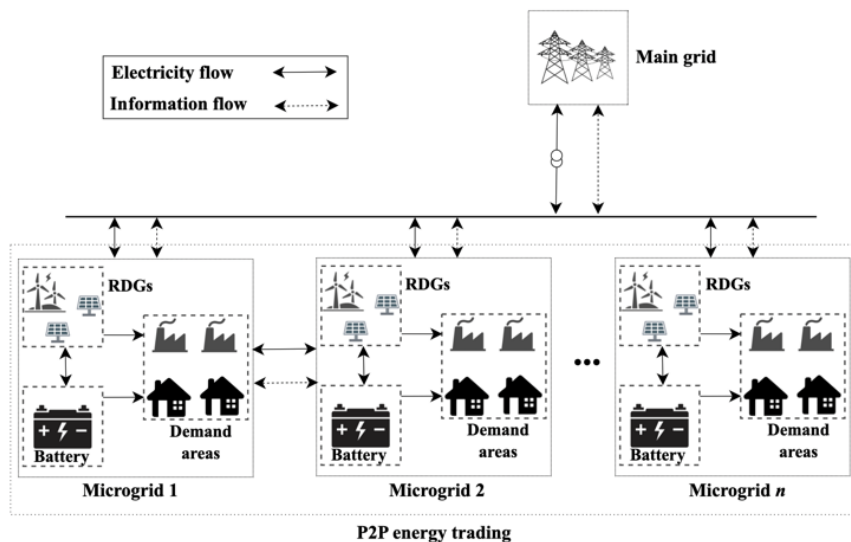 Main grid
Electricity flow
Information flow
RDGs
Demand
areas
Battery
Microgrid 1
RDGs
Demand
areas
Battery
Microgrid 2
...
RDGs
Demand
areas
Battery
Microgrid n
P2P energy trading